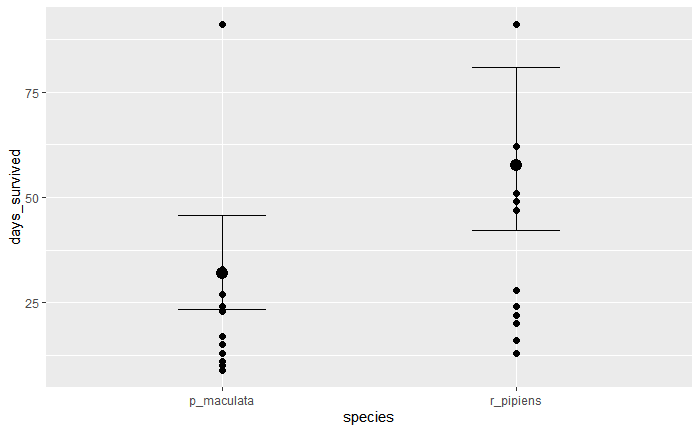 days_survived
75
50
25
p_maculata
r_pipiens
species